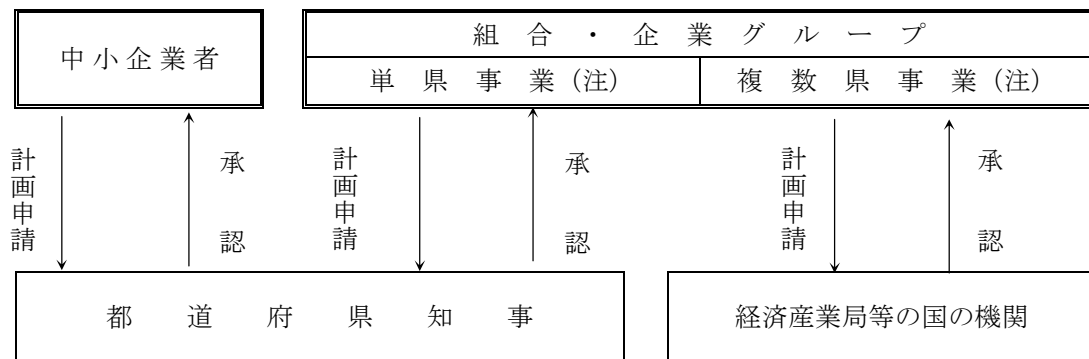 中小企業者
組合・企業グループ
単県事業(注)
複数県事業(注)
計画申請
承認
計画申請
承認
計画申請
承認
都道府県知事
経済産業局等の国の機関